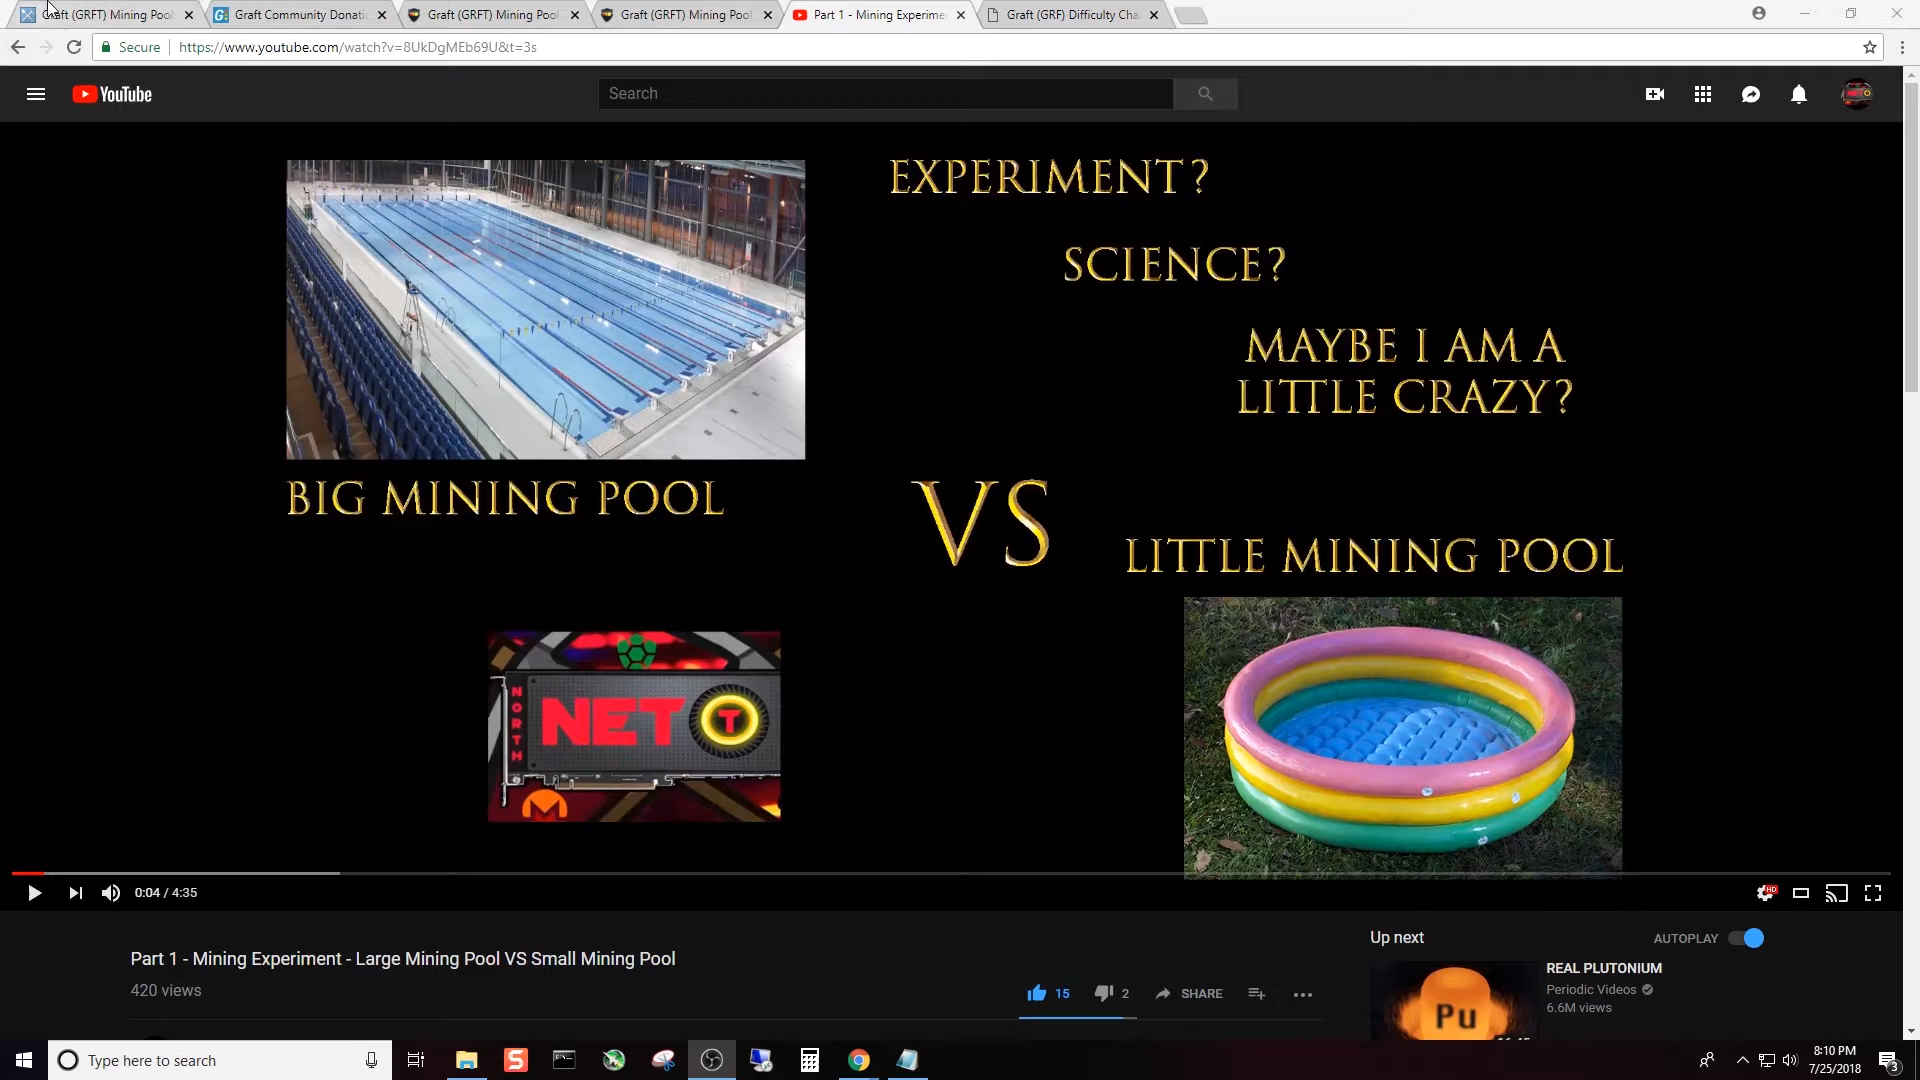 Graft (GRFT) Mining Pool
Graft Community Donati
Graft (GRFT) Mining Pool
Graft (GRFT) Mining Pool
Part 1 - Mining Experime
Graft (GRF) Difficulty Cha
Secure
https://www.youtube.com/watch?v=8UkDgMEb69U&t=3s
YouTube
Search
EXPERIMENT?
SCIENCE?
MAYBE I AM A
LITTLE CRAZY?
BIG MINING POOL
VS
LITTLE MINING POOL
NORTH
NET
T
0:04 / 4:35
HD
Part 1 - Mining Experiment - Large Mining Pool VS Small Mining Pool
420 views
15
2
SHARE
Up next
AUTOPLAY
REAL PLUTONIUM
Periodic Videos
6.6M views
Pu
Type here to search
8:10 PM
7/25/2018
3